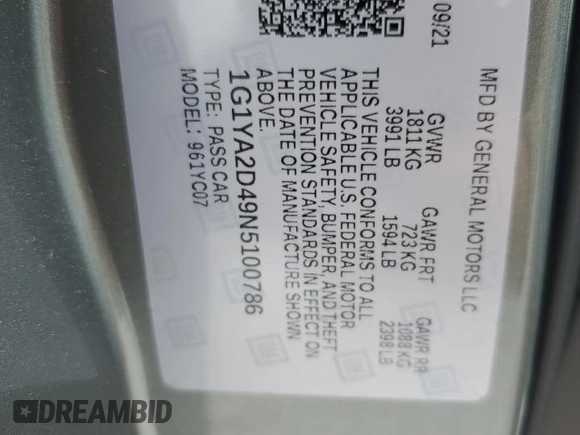 MFD BY GENERAL MOTORS LLC
09/21
GVWR GAWR FRT GAWR RR
1811 KG 723 KG 1088 KG
3991 LB 1594 LB 2398 LB
THIS VEHICLE CONFORMS TO ALL
APPLICABLE U.S. FEDERAL MOTOR
VEHICLE SAFETY, BUMPER, AND THEFT
PREVENTION STANDARDS IN EFFECT ON
THE DATE OF MANUFACTURE SHOWN
ABOVE.
1G1YA2D49N5100786
TYPE: PASS CAR
MODEL: 961YC07
DREAMBID